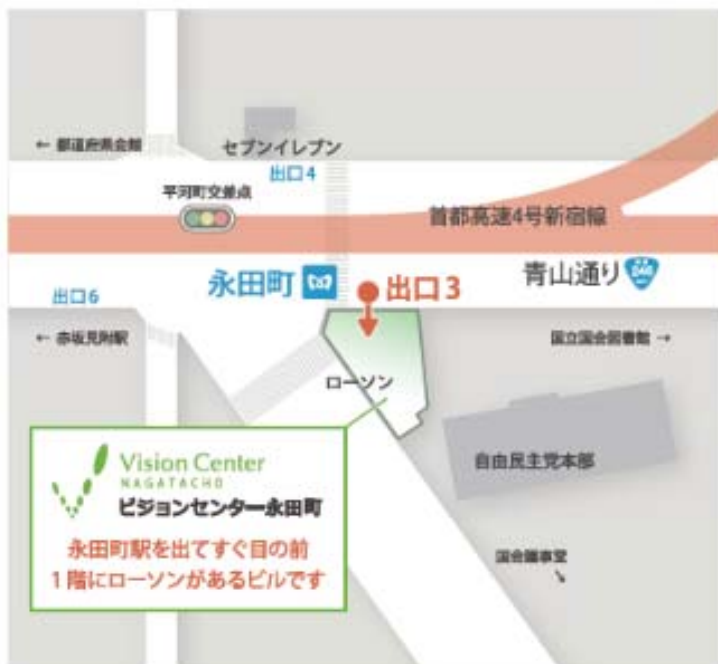 ← 都道府県会館
セブンイレブン
出口4
平河町交差点
首都高速4号新宿線
永田町
出口3
青山通り
246
出口6
← 赤坂見附駅
国立国会図書館 →
ローソン
自由民主党本部
Vision Center
NAGATACHO
ビジョンセンター永田町
永田町駅を出てすぐ目の前
1階にローソンがあるビルです
国会議事堂
↘